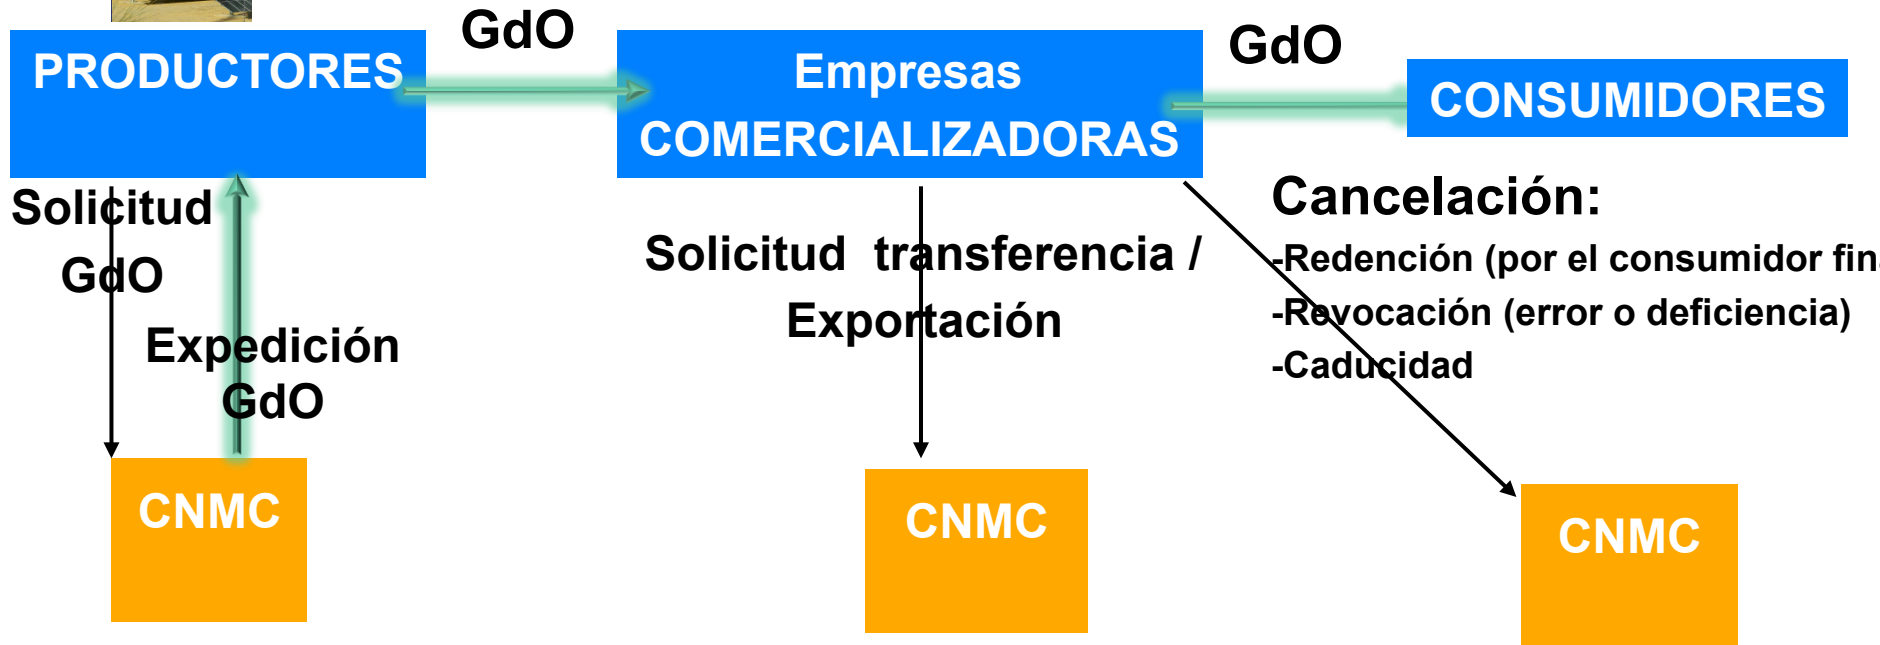 GdO
GdO
PRODUCTORES
Empresas
COMERCIALIZADORAS
CONSUMIDORES
Solicitud
GdO
Expedición
GdO
Solicitud transferencia /
Exportación
Cancelación:
-Redención (por el consumidor
-Revocación (error o deficiencia)
-Caducidad
CNMC
CNMC
CNMC